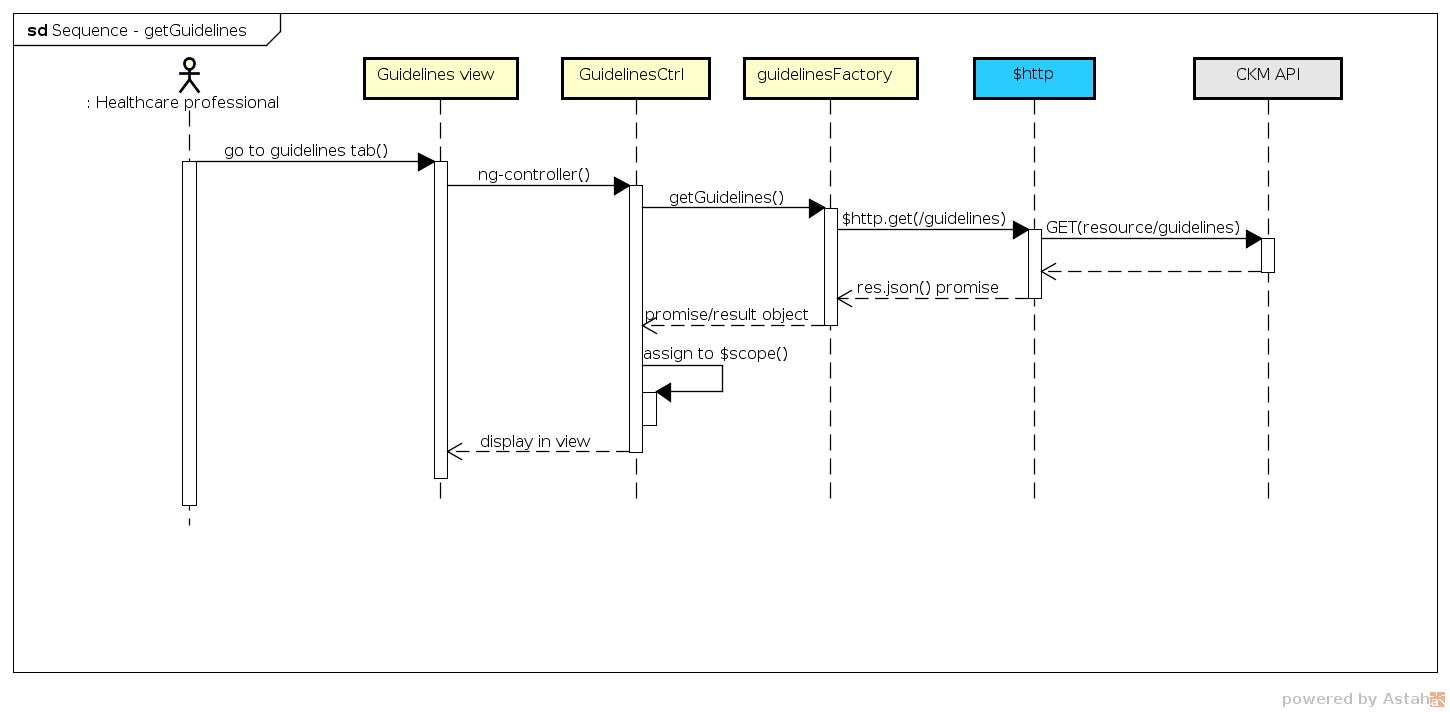 sd Sequence - getGuidelines
: Healthcare professional
Guidelines view
GuidelinesCtrl
guidelinesFactory
$http
CKM API
go to guidelines tab()
ng-controller()
getGuidelines()
$http.get(/guidelines)
GET(resource/guidelines)
res.json() promise
promise/result object
assign to $scope()
display in view
powered by Astah